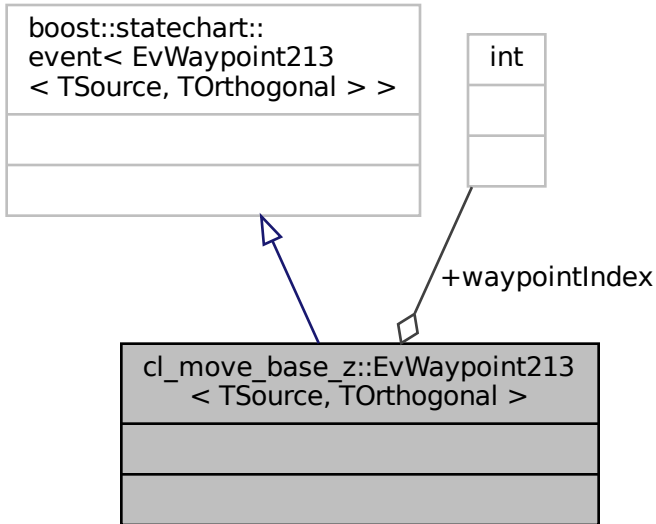 boost::statechart::
event< EvWaypoint213
< TSource, TOrthogonal > >
int
+waypointIndex
cl_move_base_z::EvWaypoint213
< TSource, TOrthogonal >